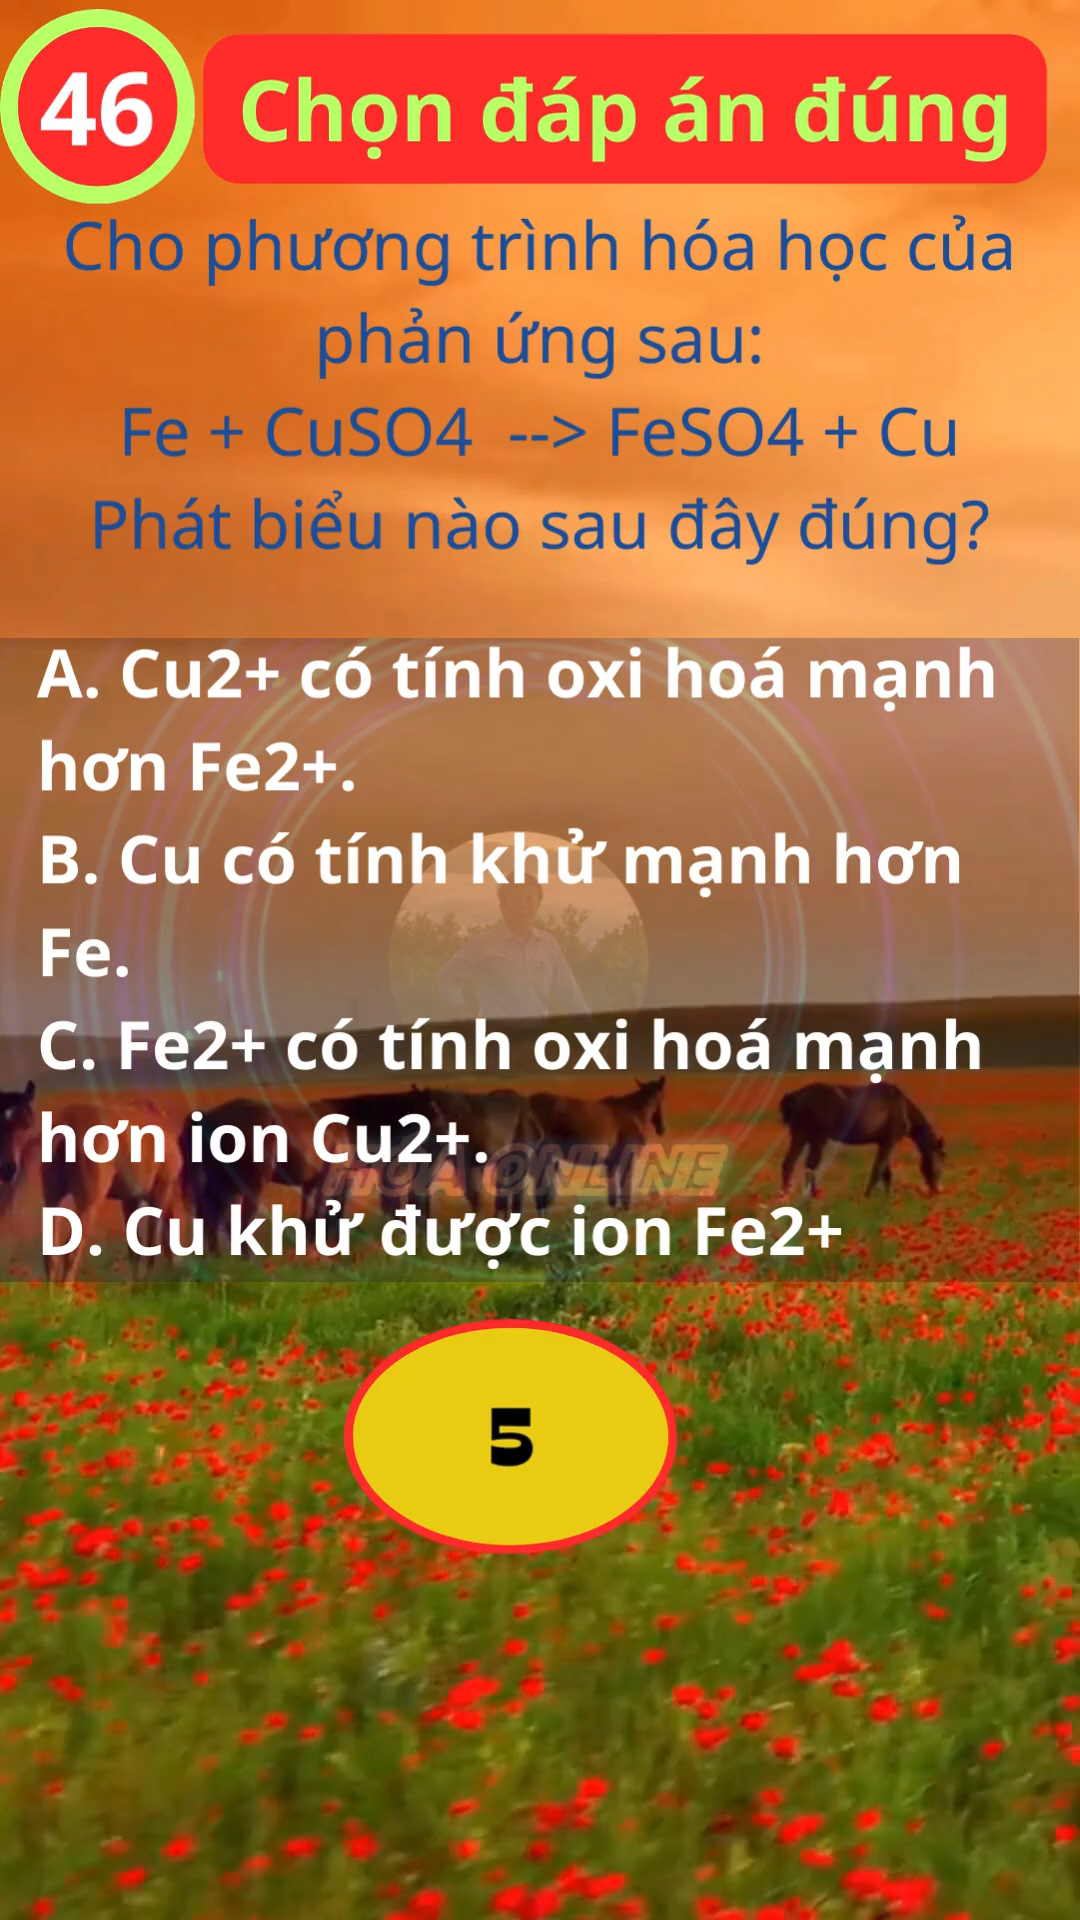 46
Chọn đáp án đúng
Cho phương trình hóa học của
phản ứng sau:
Fe + CuSO4 --> FeSO4 + Cu
Phát biểu nào sau đây đúng?
A. Cu2+ có tính oxi hoá mạnh
hơn Fe2+.
B. Cu có tính khử mạnh hơn
Fe.
C. Fe2+ có tính oxi hoá mạnh
hơn ion Cu2+.
HOA ONLINE
D. Cu khử được ion Fe2+
5